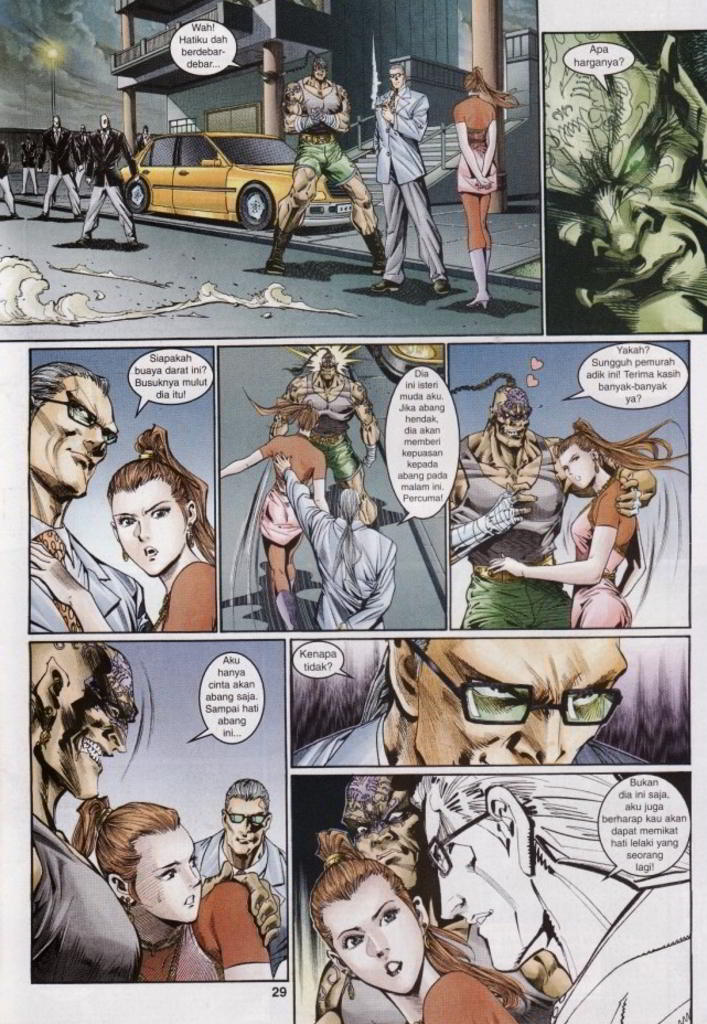 Wah!
Hatiku dah
berdebar-
debar...
Apa
harganya?
Siapakah
buaya darat ini?
Busuknya mulut
dia itu!
Dia
ini isteri
muda aku.
Jika abang
hendak,
dia akan
memberi
kepuasan
kepada
abang pada
malam ini.
Percuma!
Yakah?
Sungguh pemurah
adik ini! Terima kasih
banyak-banyak
ya?
Aku
hanya
cinta akan
abang saja.
Sampai hati
abang
ini...
Kenapa
tidak?
Bukan
dia ini saja,
aku juga
berharap kau akan
dapat memikat
hati lelaki yang
seorang
lagi!
29